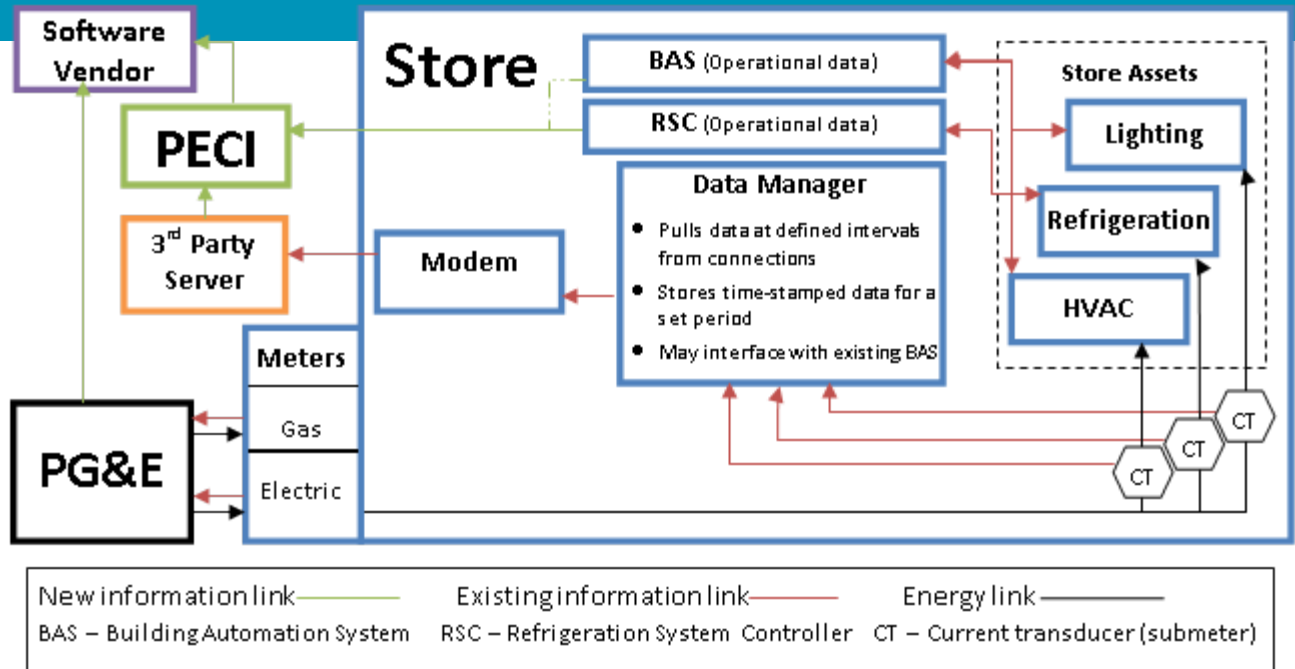 Software
Vendor
PECI
3rd Party
Server
PG&E
Meters
Gas
Electric
Store
BAS (Operational data)
RSC (Operational data)
Data Manager
• Pulls data at defined intervals
from connections
• Stores time-stamped data for a
set period
• May interface with existing BAS
Modem
Store Assets
Lighting
Refrigeration
HVAC
CT
CT
CT
New information link
Existing information link
Energy link
BAS – Building Automation System
RSC – Refrigeration System Controller
CT – Current transducer (submeter)